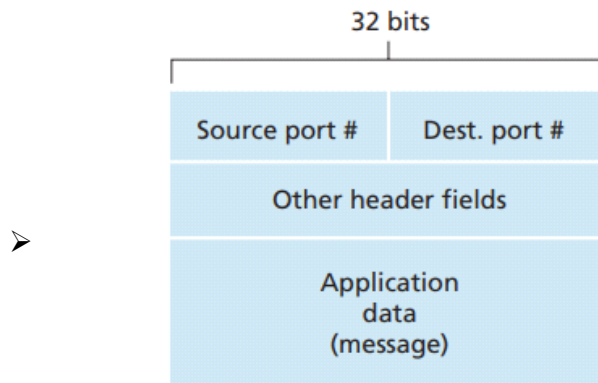 32 bits
Source port # Dest. port #
Other header fields
Application
data
(message)